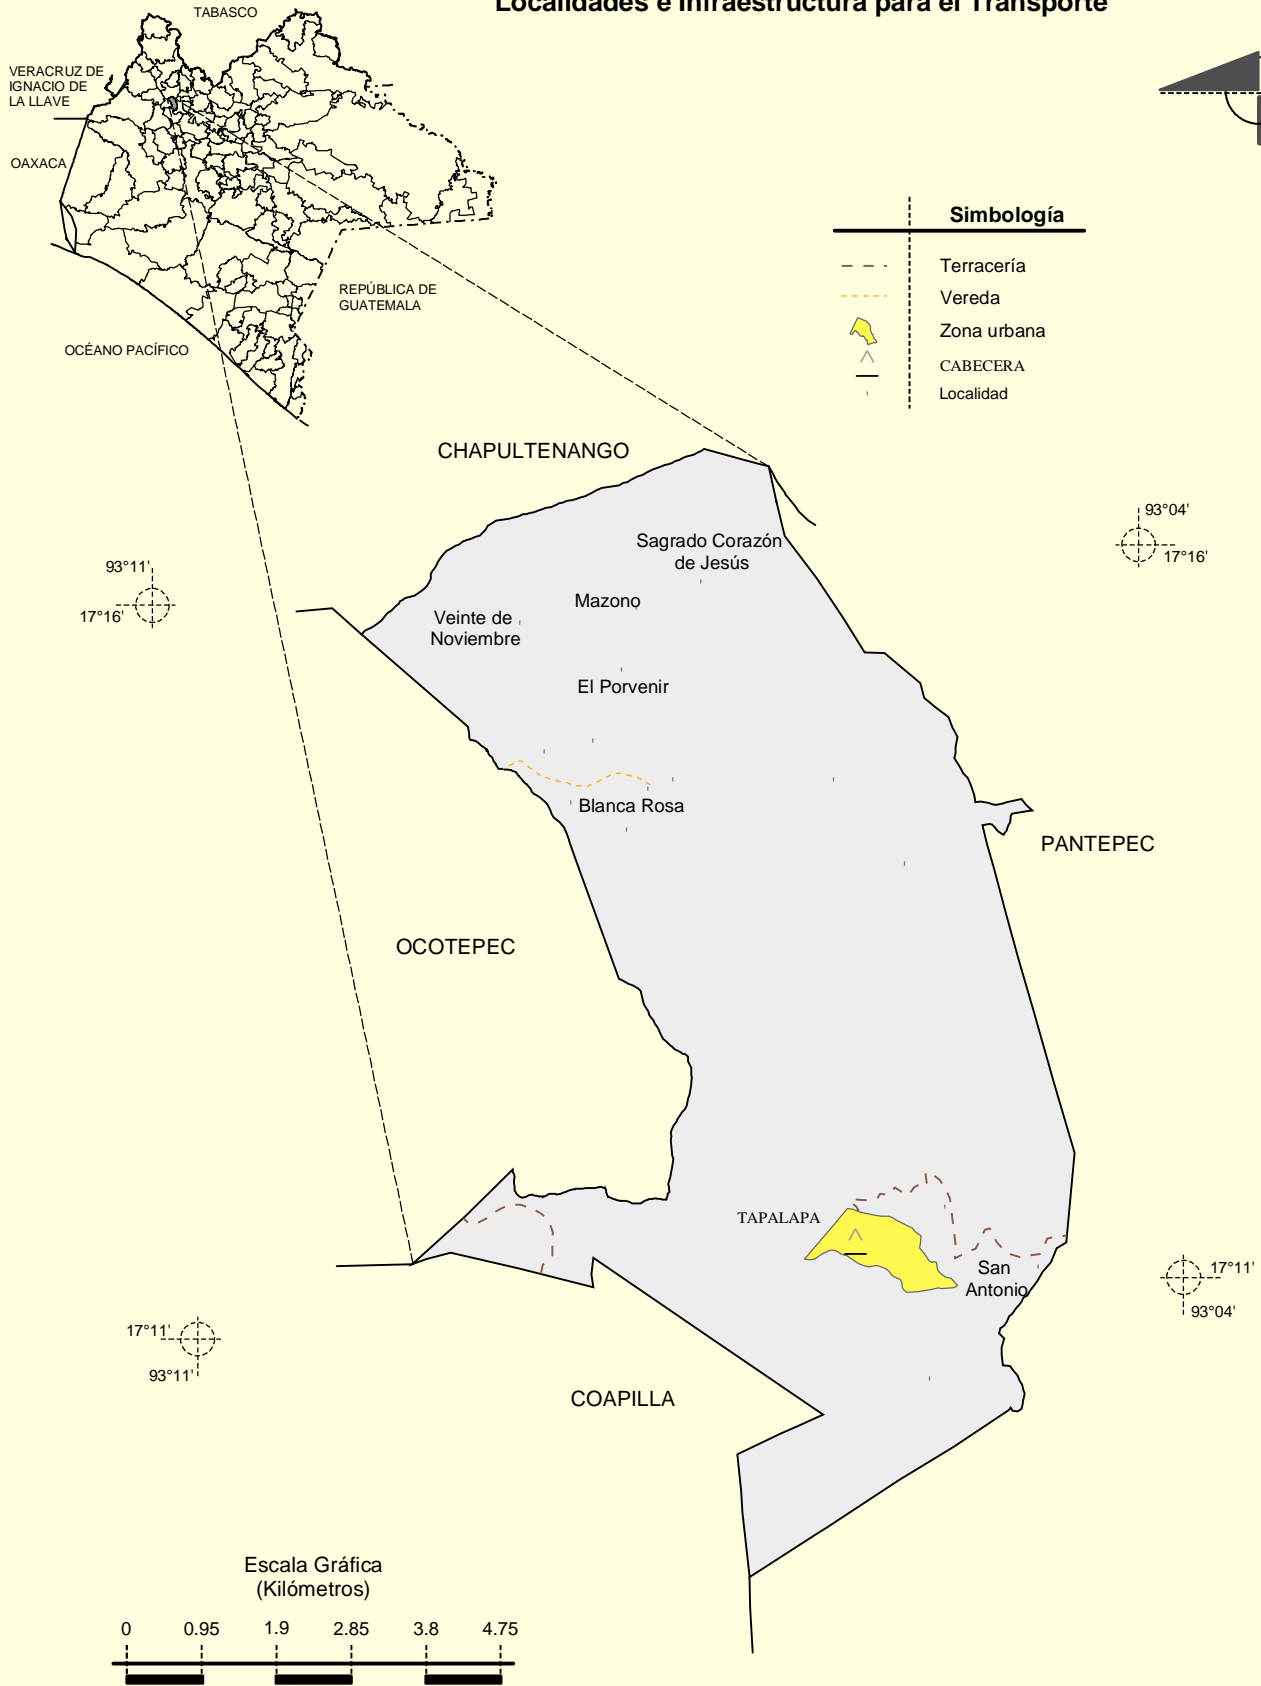 Localidades e Infraestructura para el Transporte
TABASCO
VERACRUZ DE
IGNACIO DE
LA LLAVE
OAXACA
REPÚBLICA DE
GUATEMALA
OCÉANO PACÍFICO
Simbología
Terracería
Vereda
Zona urbana
CABECERA
Localidad
CHAPULTENANGO
93°04'
17°16'
93°11'
17°16'
Sagrado Corazón
de Jesús
Mazono
Veinte de
Noviembre
El Porvenir
Blanca Rosa
PANTEPEC
OCOTEPEC
TAPALAPA
San
Antonio
17°11'
93°04'
17°11'
93°11'
COAPILLA
Escala Gráfica
(Kilómetros)
0 0.95 1.9 2.85 3.8 4.75